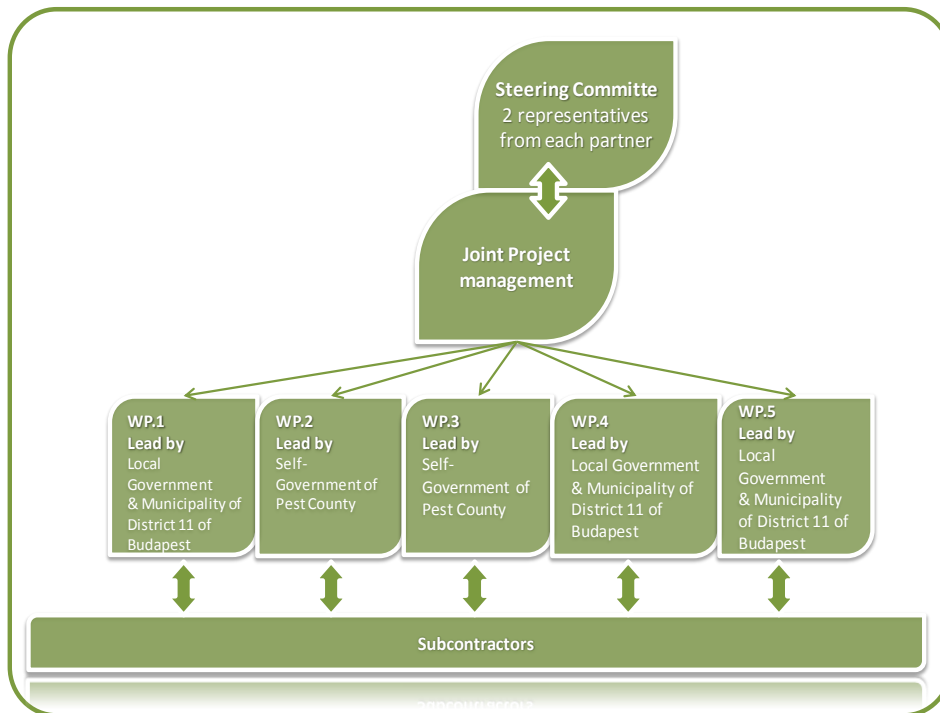 Steering Committe
2 representatives
from each partner
Joint Project
management
WP.1
Lead by
Local
Government
& Municipality of
District 11 of
Budapest
WP.2
Lead by
Self-
Government of
Pest County
WP.3
Lead by
Self-
Government of
Pest County
WP.4
Lead by
Local Government
& Municipality of
District 11 of
Budapest
WP.5
Lead by
Local
Government
& Municipality
of District 11 of
Budapest
Subcontractors